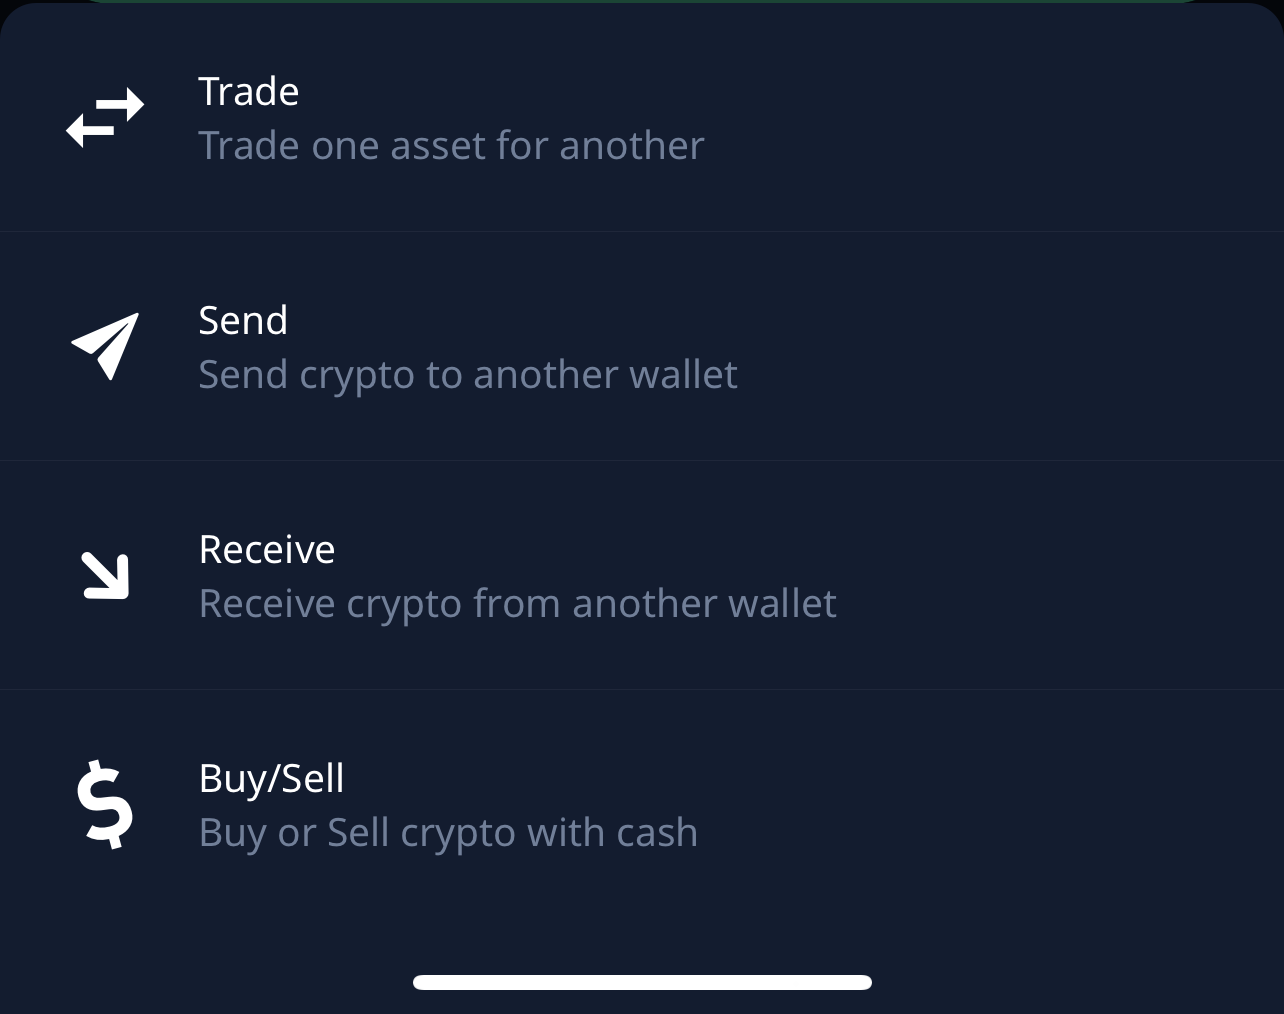 Trade
Trade one asset for another
Send
Send crypto to another wallet
Receive
Receive crypto from another wallet
Buy/Sell
Buy or Sell crypto with cash